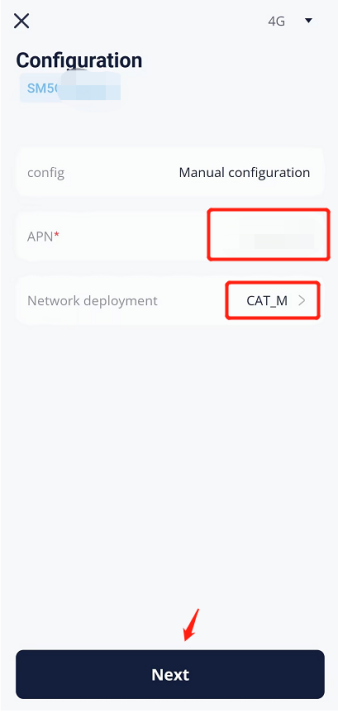 4G
Configuration
config Manual configuration
APN*
Network deployment CAT_M
Next